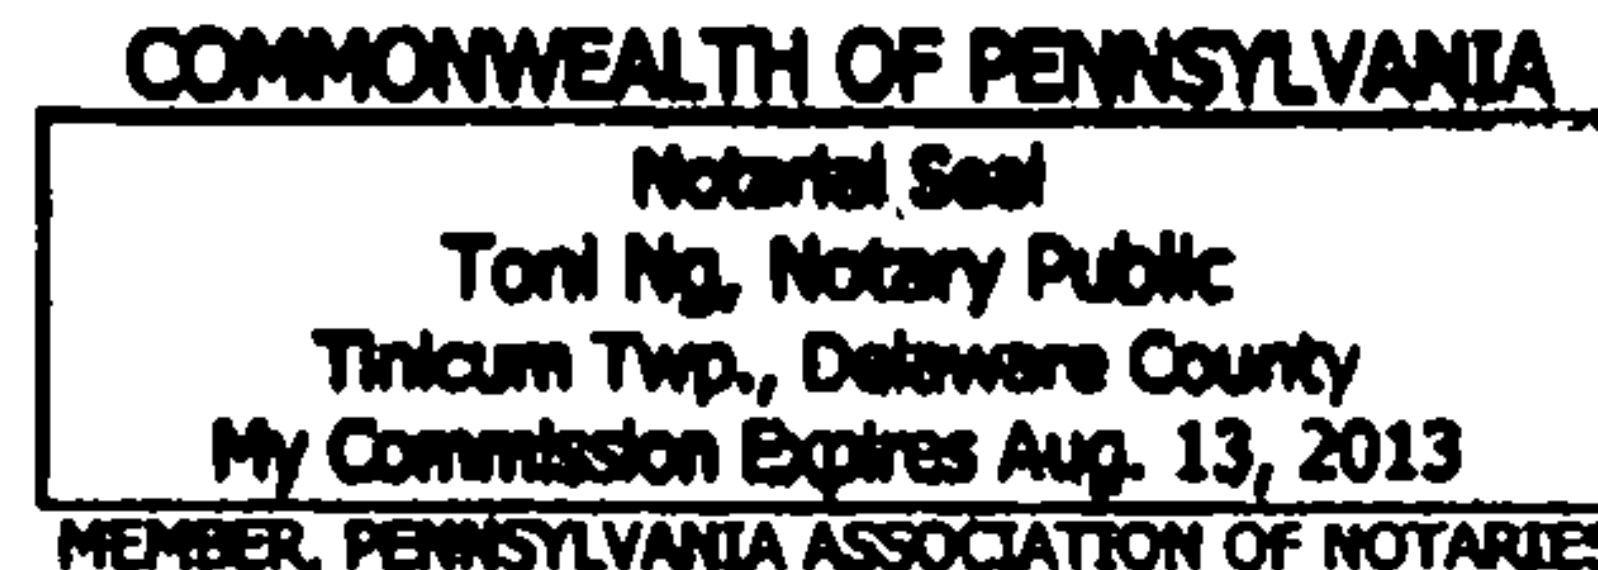 COMMONWEALTH OF PENNSYLVANIA
Notarial Seal
Toni Ng, Notary Public
Tinicum Twp., Delaware County
My Commission Expires Aug. 13, 2013
MEMBER, PENNSYLVANIA ASSOCIATION OF NOTARIES